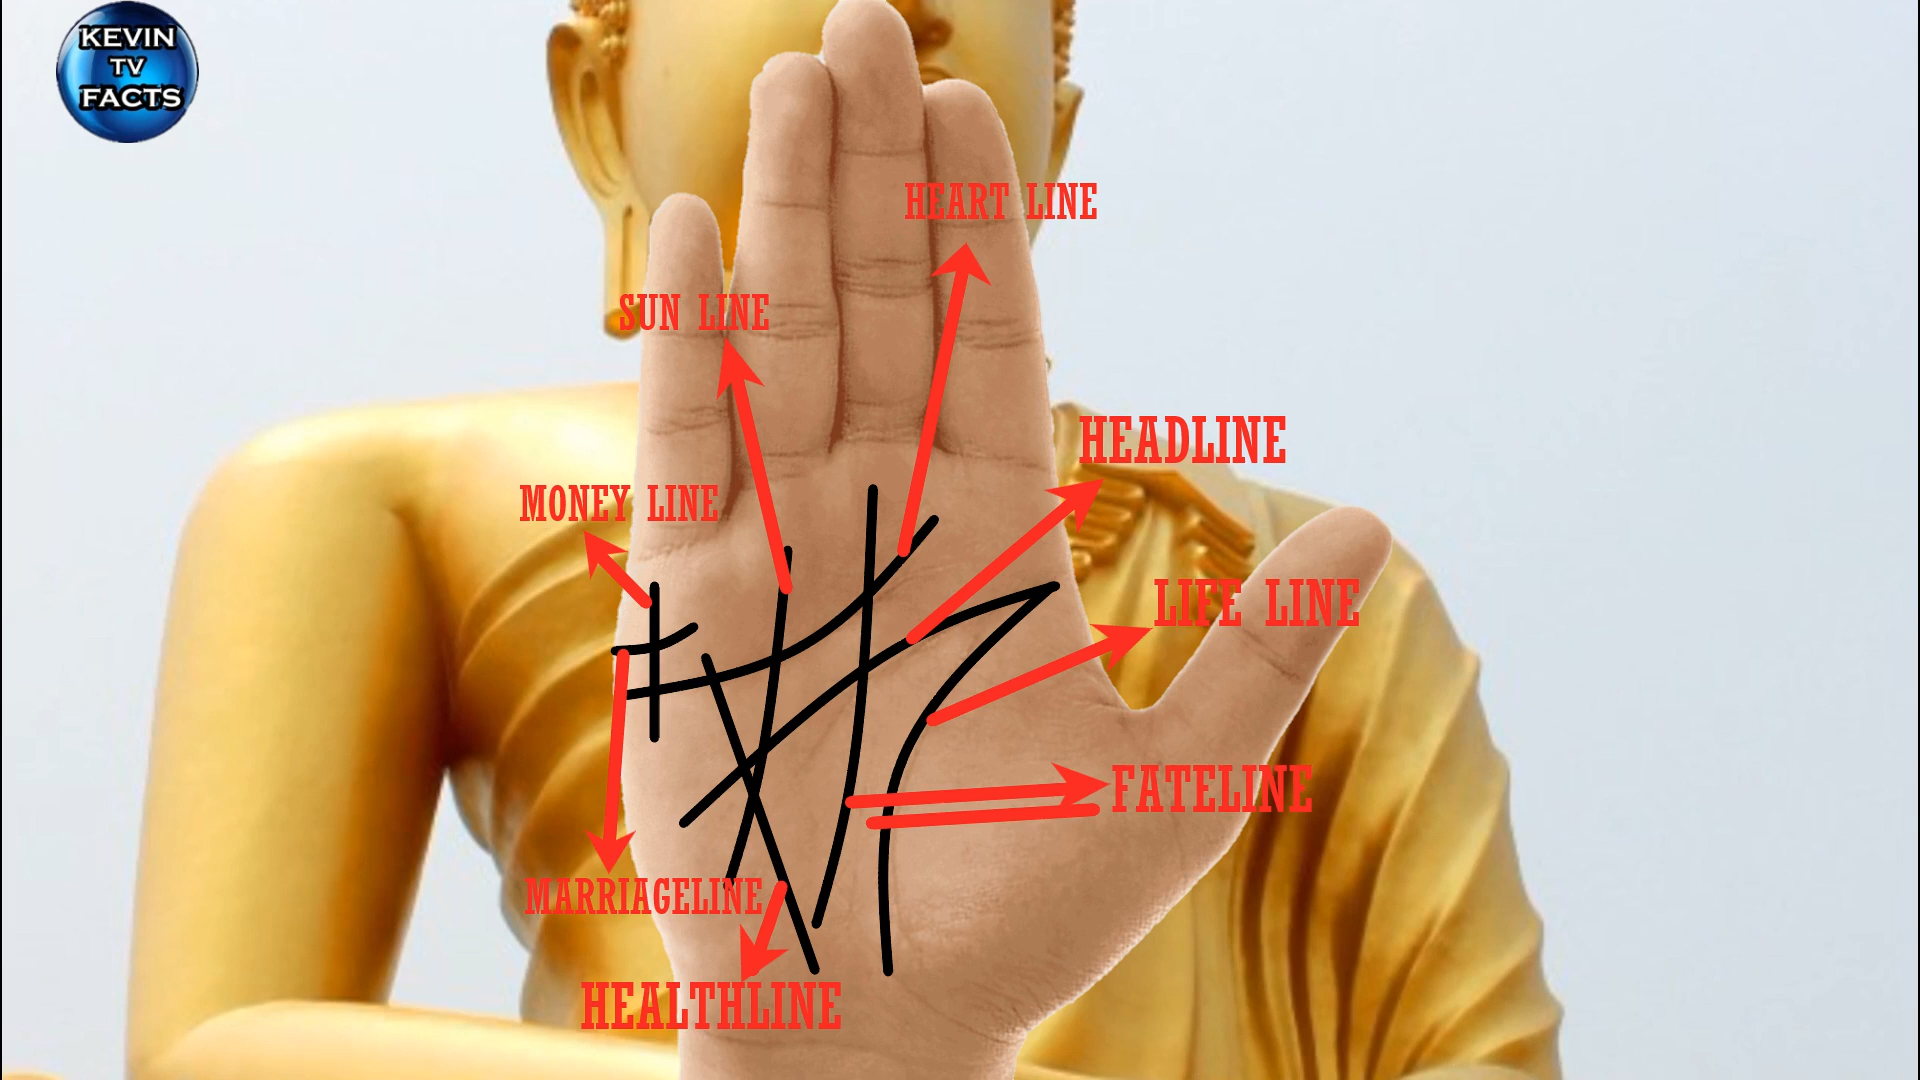 KEVIN
TV
FACTS
HEART LINE
SUN LINE
HEADLINE
MONEY LINE
LIFE LINE
FATELINE
MARRIAGELINE
HEALTHLINE